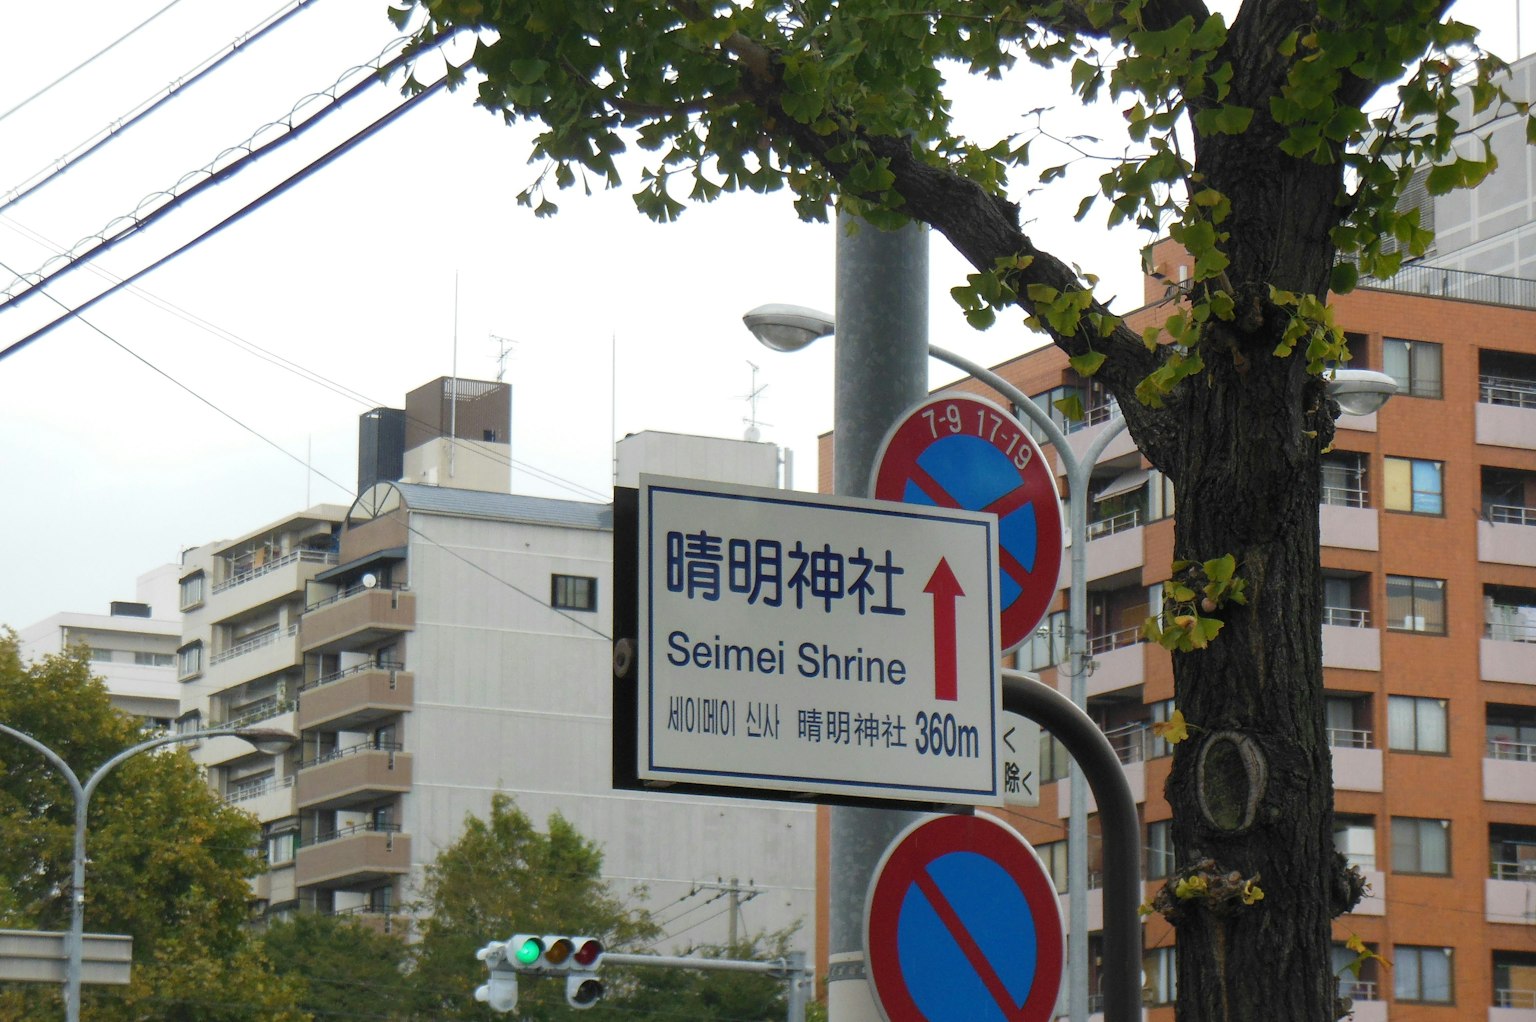 7-9 17-19
晴明神社
Seimei Shrine
세이메이 신사 晴明神社 360m
く
除く